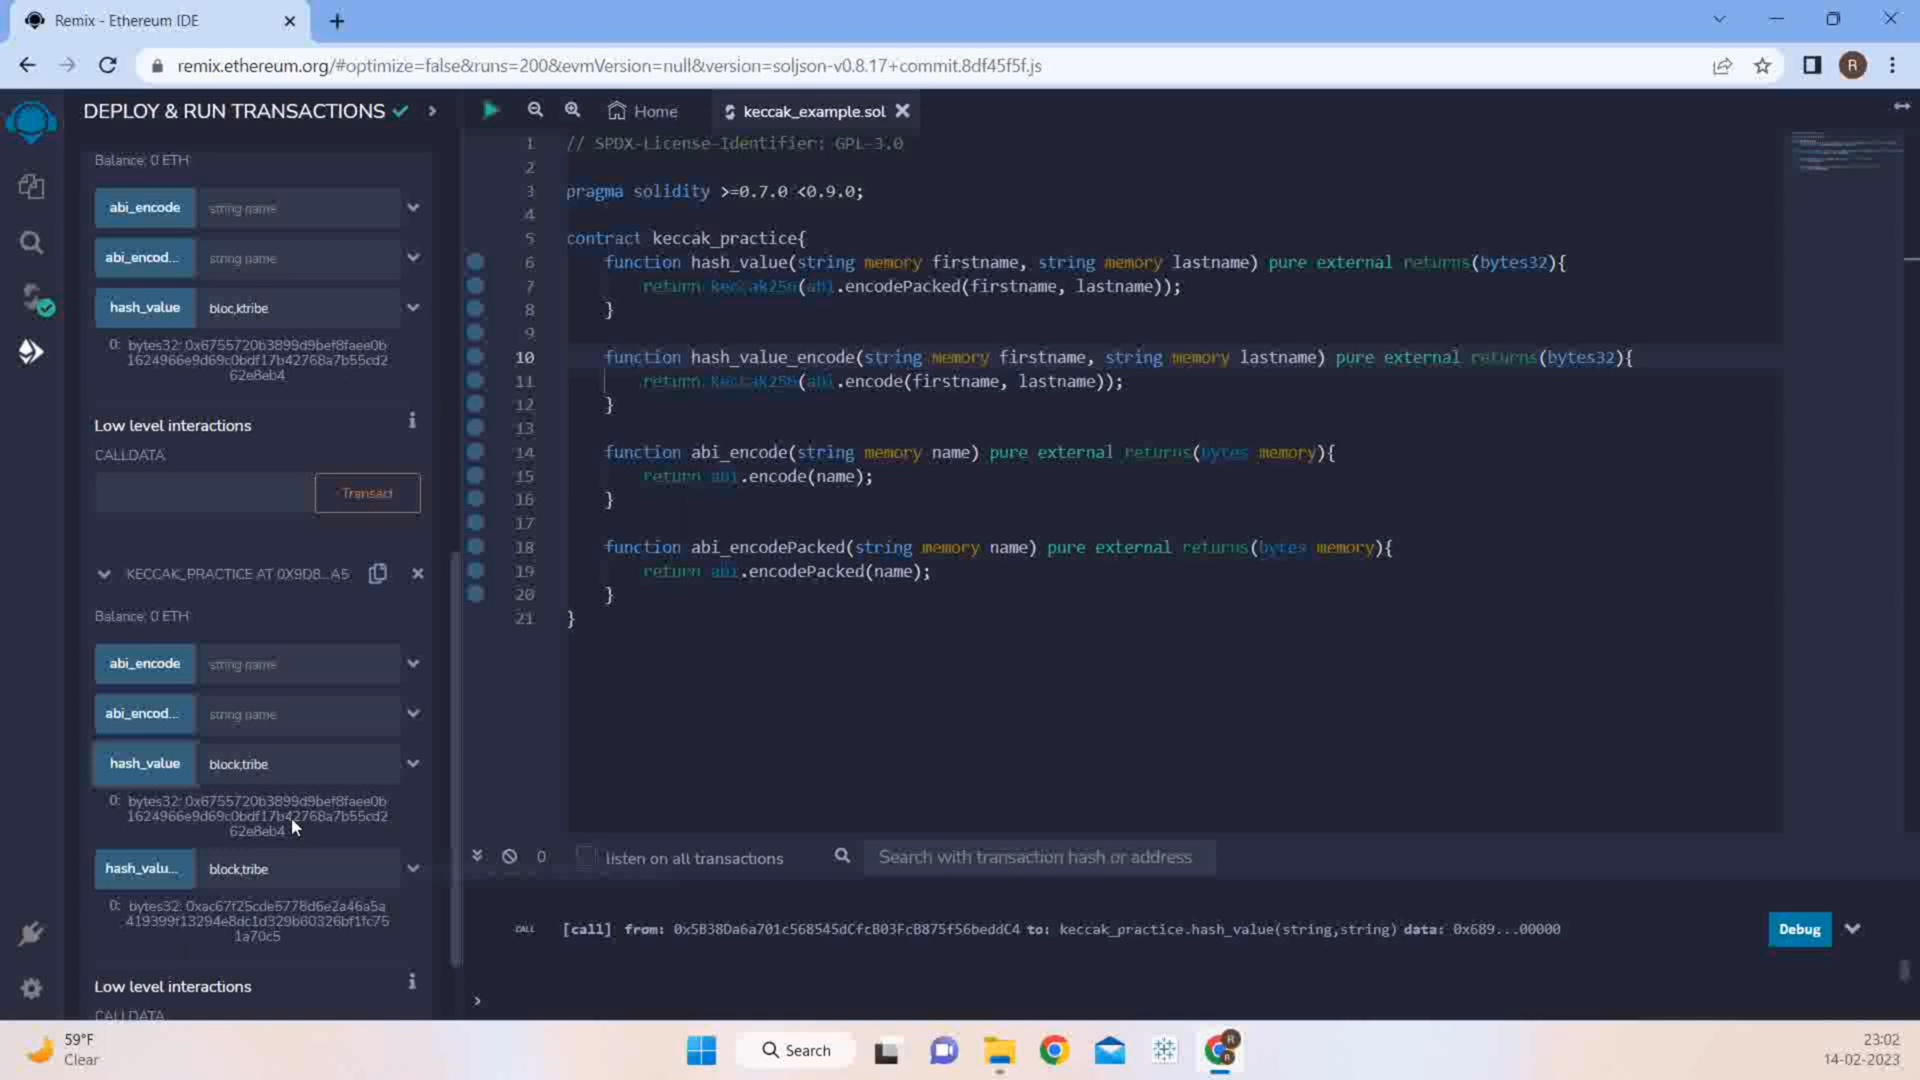 Remix - Ethereum IDE
remix.ethereum.org/#optimize=false&runs=200&evmVersion=null&version=soljson-v0.8.17+commit.8df45f5f.js
R
DEPLOY & RUN TRANSACTIONS
Balance: 0 ETH
abi_encode string name
abi_encod... string name
hash_value bloc,ktribe
0: bytes32: 0x6755720b3899d9bef8faee0b
1624966e9d69c0bdf17b42768a7b55cd2
62e8eb4
Low level interactions
CALLDATA
Transact
KECCAK_PRACTICE AT 0X9D8...A5
Balance: 0 ETH
abi_encode string name
abi_encod... string name
hash_value block,tribe
0: bytes32: 0x6755720b3899d9bef8faee0b
1624966e9d69c0bdf17b42768a7b55cd2
62e8eb4
hash_valu... block,tribe
0: bytes32: 0xac67f25cde5778d6e2a46a5a
419399f13294e8dc1d329b60326bf1fc75
1a70c5
Low level interactions
CALLDATA
Home
keccak_example.sol
1 // SPDX-License-Identifier: GPL-3.0
2
3 pragma solidity >=0.7.0 <0.9.0;
4
5 contract keccak_practice{
6 function hash_value(string memory firstname, string memory lastname) pure external returns(bytes32){
7 return keccak256(abi.encodePacked(firstname, lastname));
8 }
9
10 function hash_value_encode(string memory firstname, string memory lastname) pure external returns(bytes32){
11 return keccak256(abi.encode(firstname, lastname));
12 }
13
14 function abi_encode(string memory name) pure external returns(bytes memory){
15 return abi.encode(name);
16 }
17
18 function abi_encodePacked(string memory name) pure external returns(bytes memory){
19 return abi.encodePacked(name);
20 }
21 }
0 listen on all transactions Search with transaction hash or address
CALL [call] from: 0x5B38Da6a701c568545dCfcB03FcB875f56beddC4 to: keccak_practice.hash_value(string,string) data: 0x689...00000 Debug
>
59°F
Clear
Search
23:02
14-02-2023